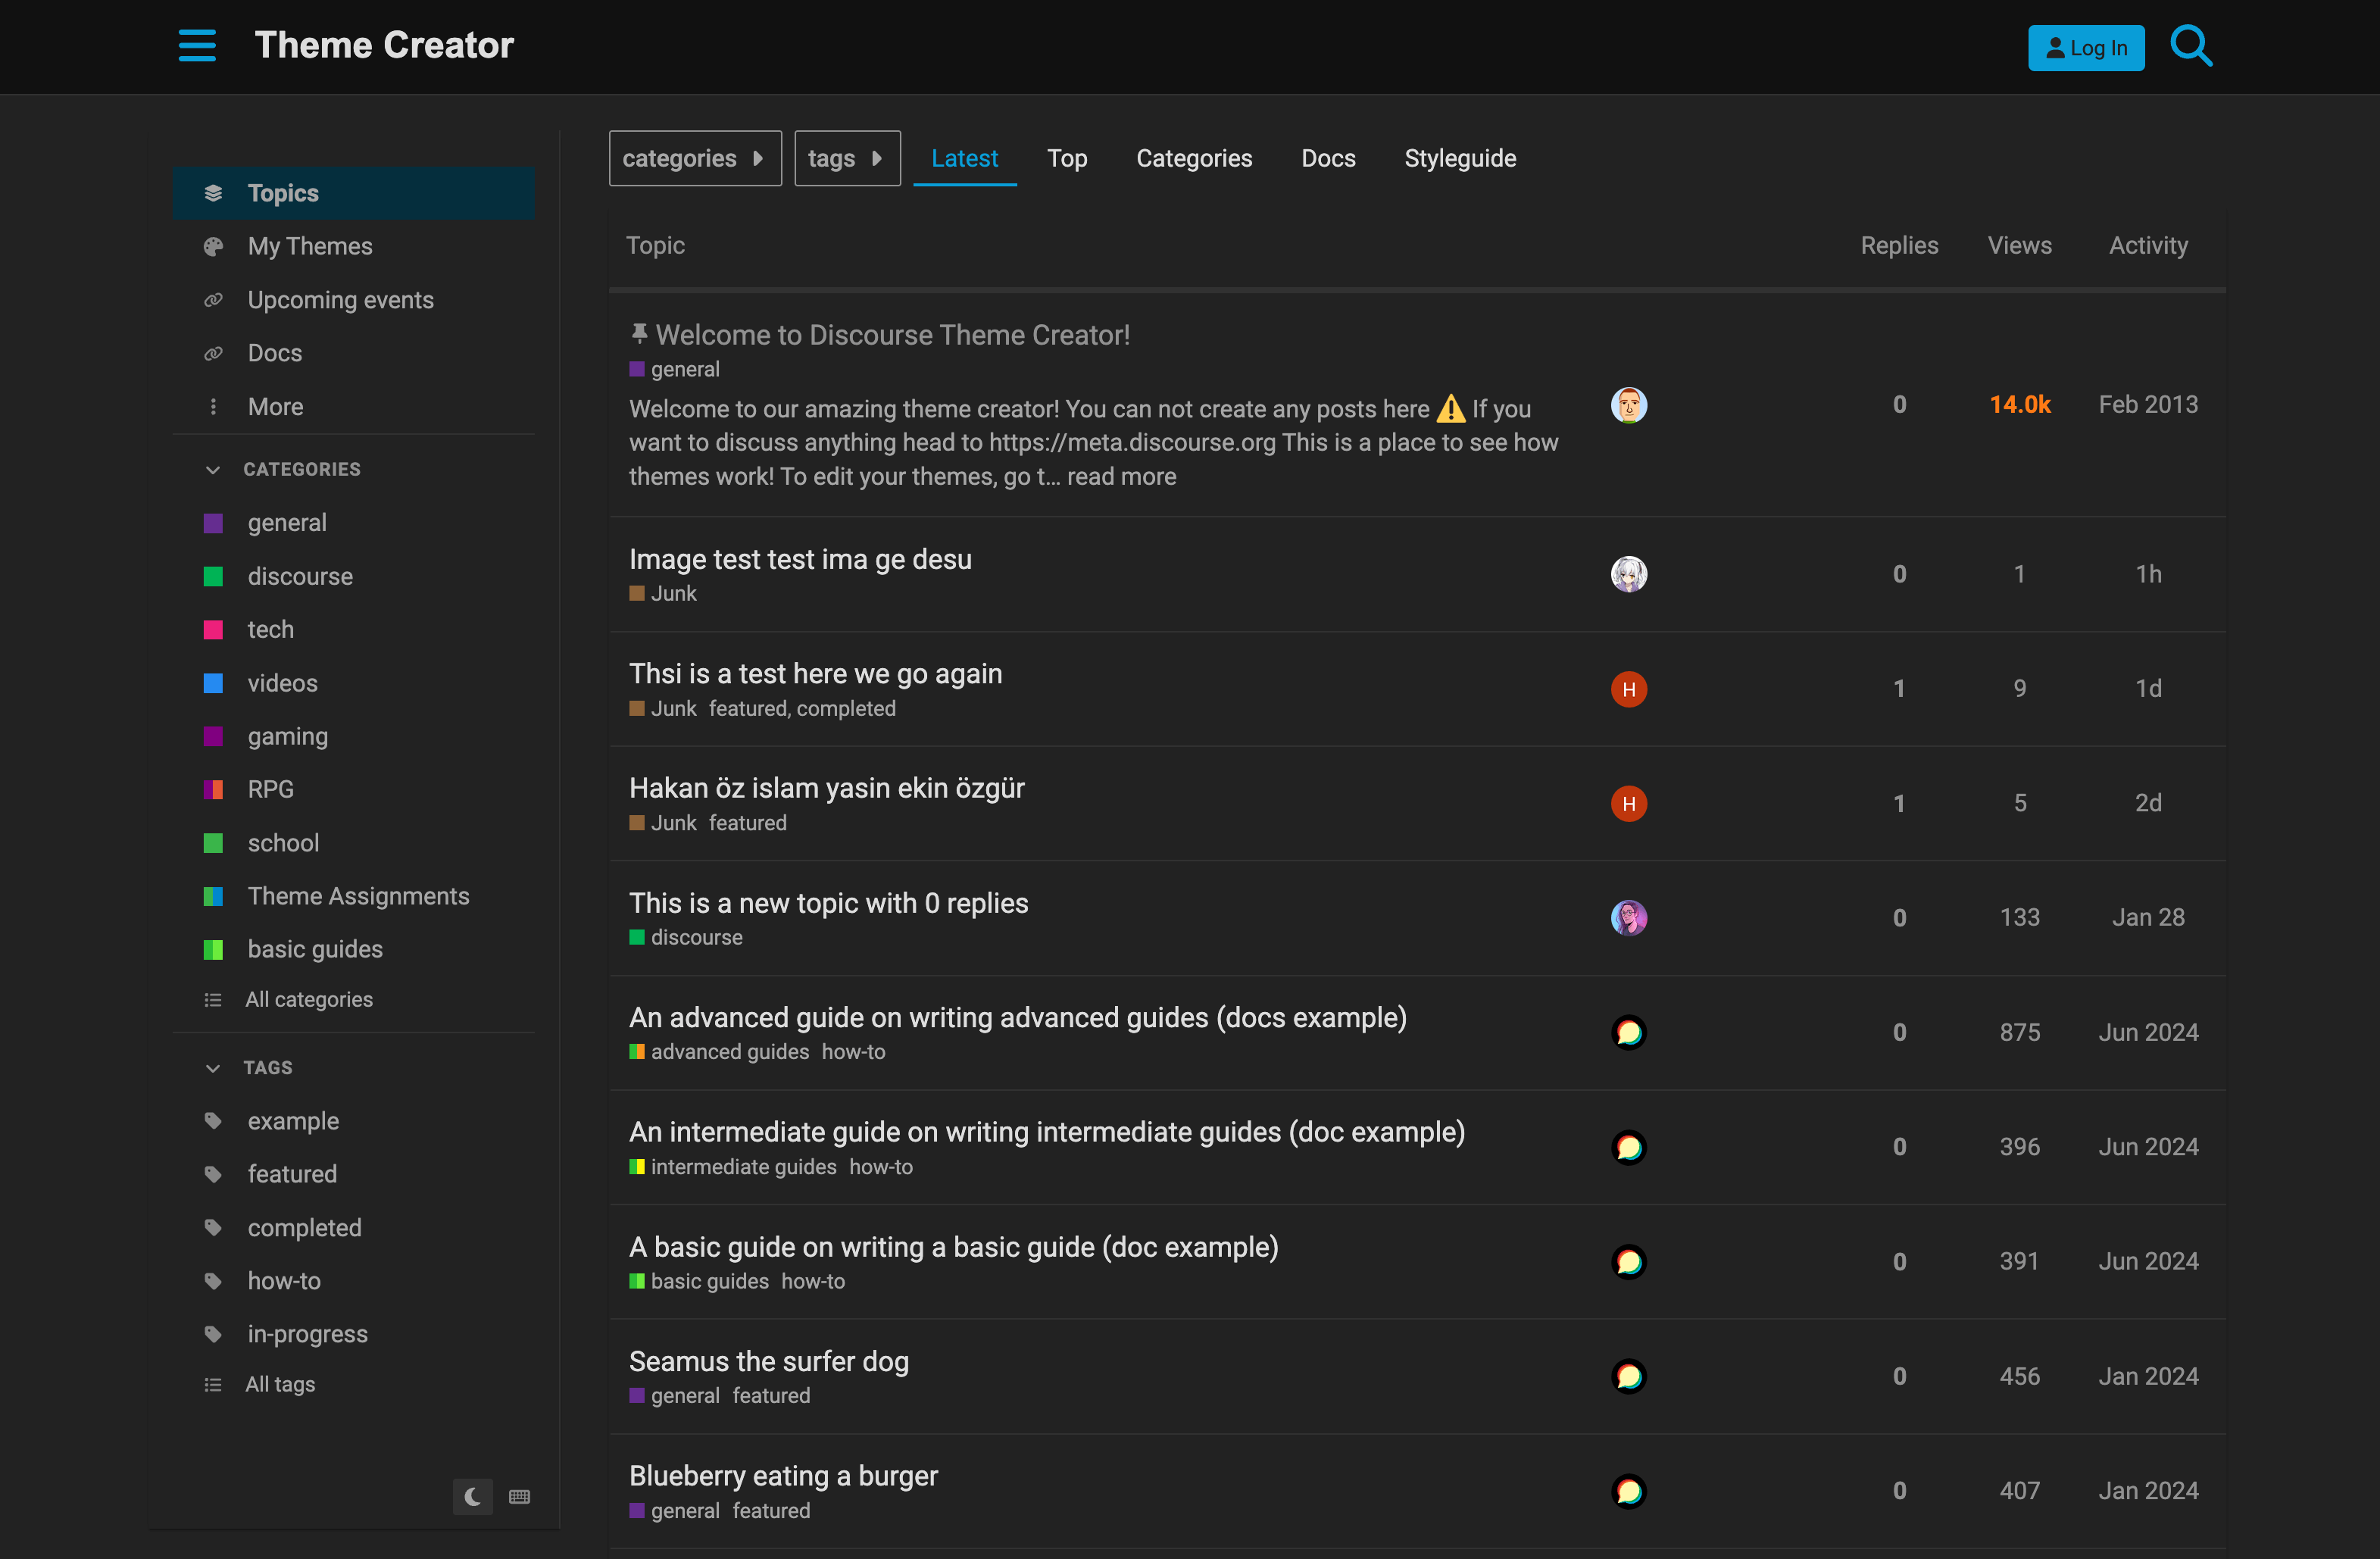 Theme Creator
Log In
Topics
My Themes
Upcoming events
Docs
More
CATEGORIES
general
discourse
tech
videos
gaming
RPG
school
Theme Assignments
basic guides
All categories
TAGS
example
featured
completed
how-to
in-progress
All tags
categories tags Latest Top Categories Docs Styleguide
Topic Replies Views Activity
Welcome to Discourse Theme Creator!
general
Welcome to our amazing theme creator! You can not create any posts here ⚠️ If you
want to discuss anything head to https://meta.discourse.org This is a place to see how
themes work! To edit your themes, go t... read more
0 14.0k Feb 2013
Image test test ima ge desu
Junk
0 1 1h
Thsi is a test here we go again
Junk featured, completed
H
1 9 1d
Hakan öz islam yasin ekin özgür
Junk featured
H
1 5 2d
This is a new topic with 0 replies
discourse
0 133 Jan 28
An advanced guide on writing advanced guides (docs example)
advanced guides how-to
0 875 Jun 2024
An intermediate guide on writing intermediate guides (doc example)
intermediate guides how-to
0 396 Jun 2024
A basic guide on writing a basic guide (doc example)
basic guides how-to
0 391 Jun 2024
Seamus the surfer dog
general featured
0 456 Jan 2024
Blueberry eating a burger
general featured
0 407 Jan 2024